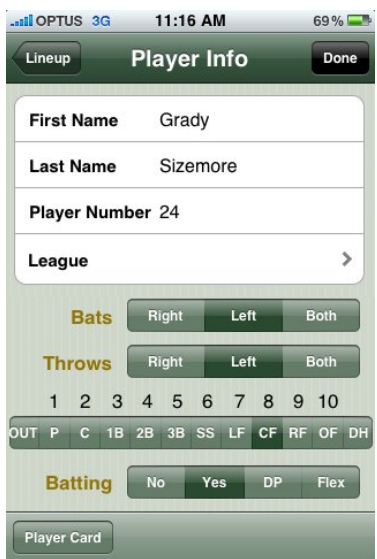 OPTUS 3G 11:16 AM 69%
Lineup Player Info Done
First Name Grady
Last Name Sizemore
Player Number 24
League
Bats Right Left Both
Throws Right Left Both
1 2 3 4 5 6 7 8 9 10
OUT P C 1B 2B 3B SS LF CF RF OF DH
Batting No Yes DP Flex
Player Card